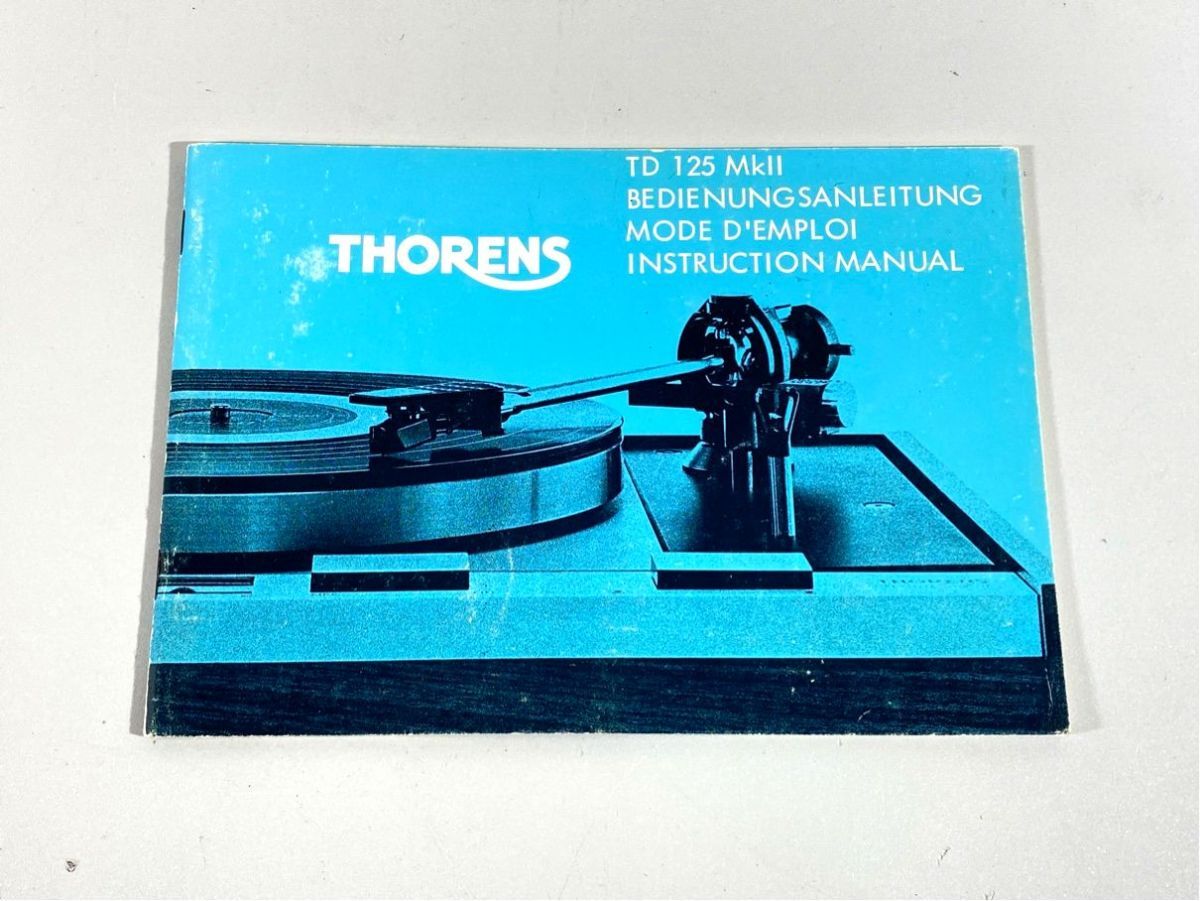 THORENS
TD 125 MkII
BEDIENUNGSANLEITUNG
MODE D'EMPLOI
INSTRUCTION MANUAL